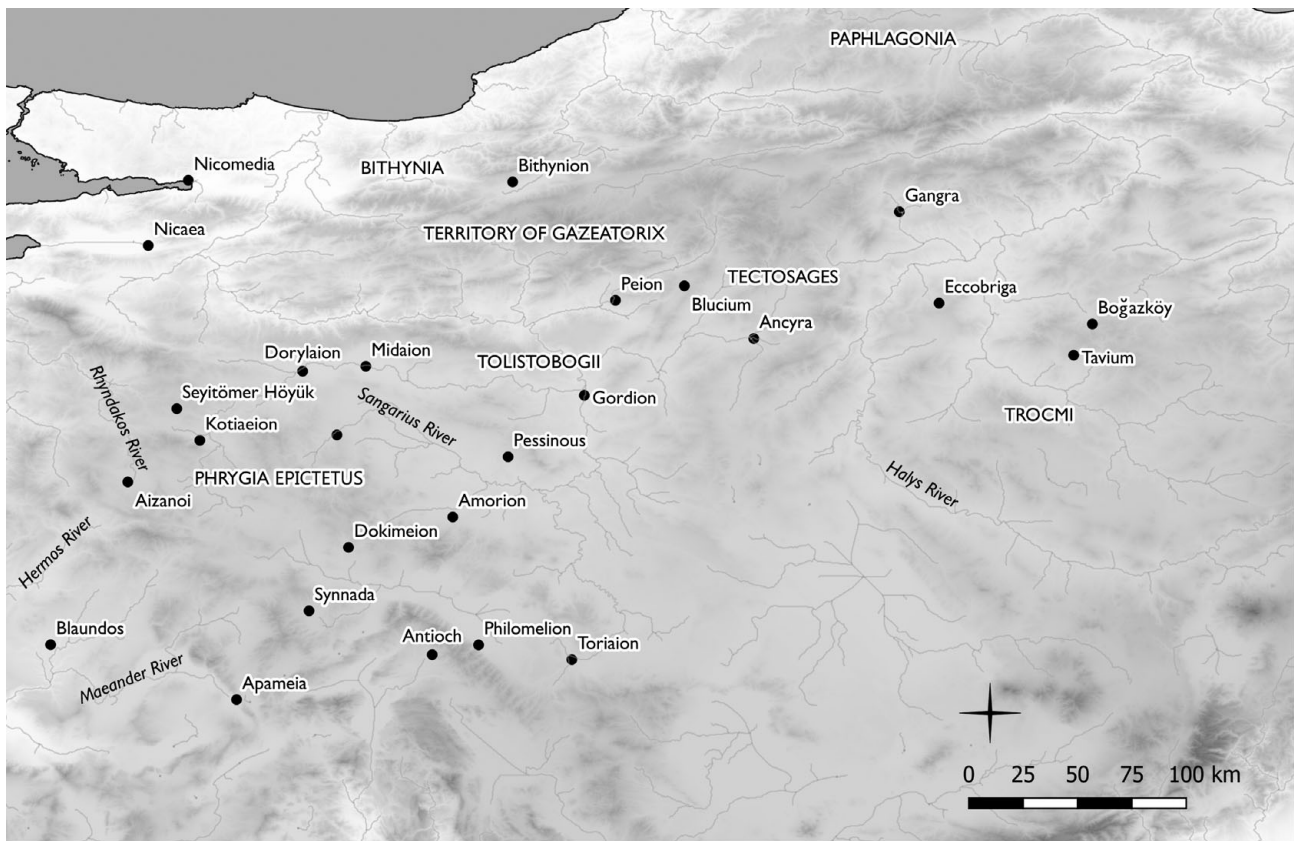 PAPHLAGONIA
Nicomedia
BITHYNIA
Bithynion
Gangra
Nicaea
TERRITORY OF GAZEATORIX
Peion
TECTOSAGES
Blucium
Eccobriga
Boğazköy
Ancyra
Dorylaion
Midaion
TOLISTOBOGII
Tavium
Rhyndakos River
Seyitömer Höyük
Sangarius River
Gordion
TROCMI
Kotiaeion
Pessinous
PHRYGIA EPICTETUS
Halys River
Aizanoi
Amorion
Hermos River
Dokimeion
Synnada
Blaundos
Antioch
Philomelion
Toriaion
Maeander River
Apameia
0 25 50 75 100 km